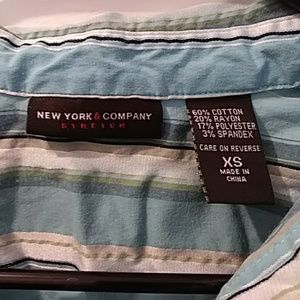 NEW YORK & COMPANY
STRETCH
60% COTTON
20% RAYON
17% POLYESTER
3% SPANDEX
CARE ON REVERSE
XS
MADE IN
CHINA